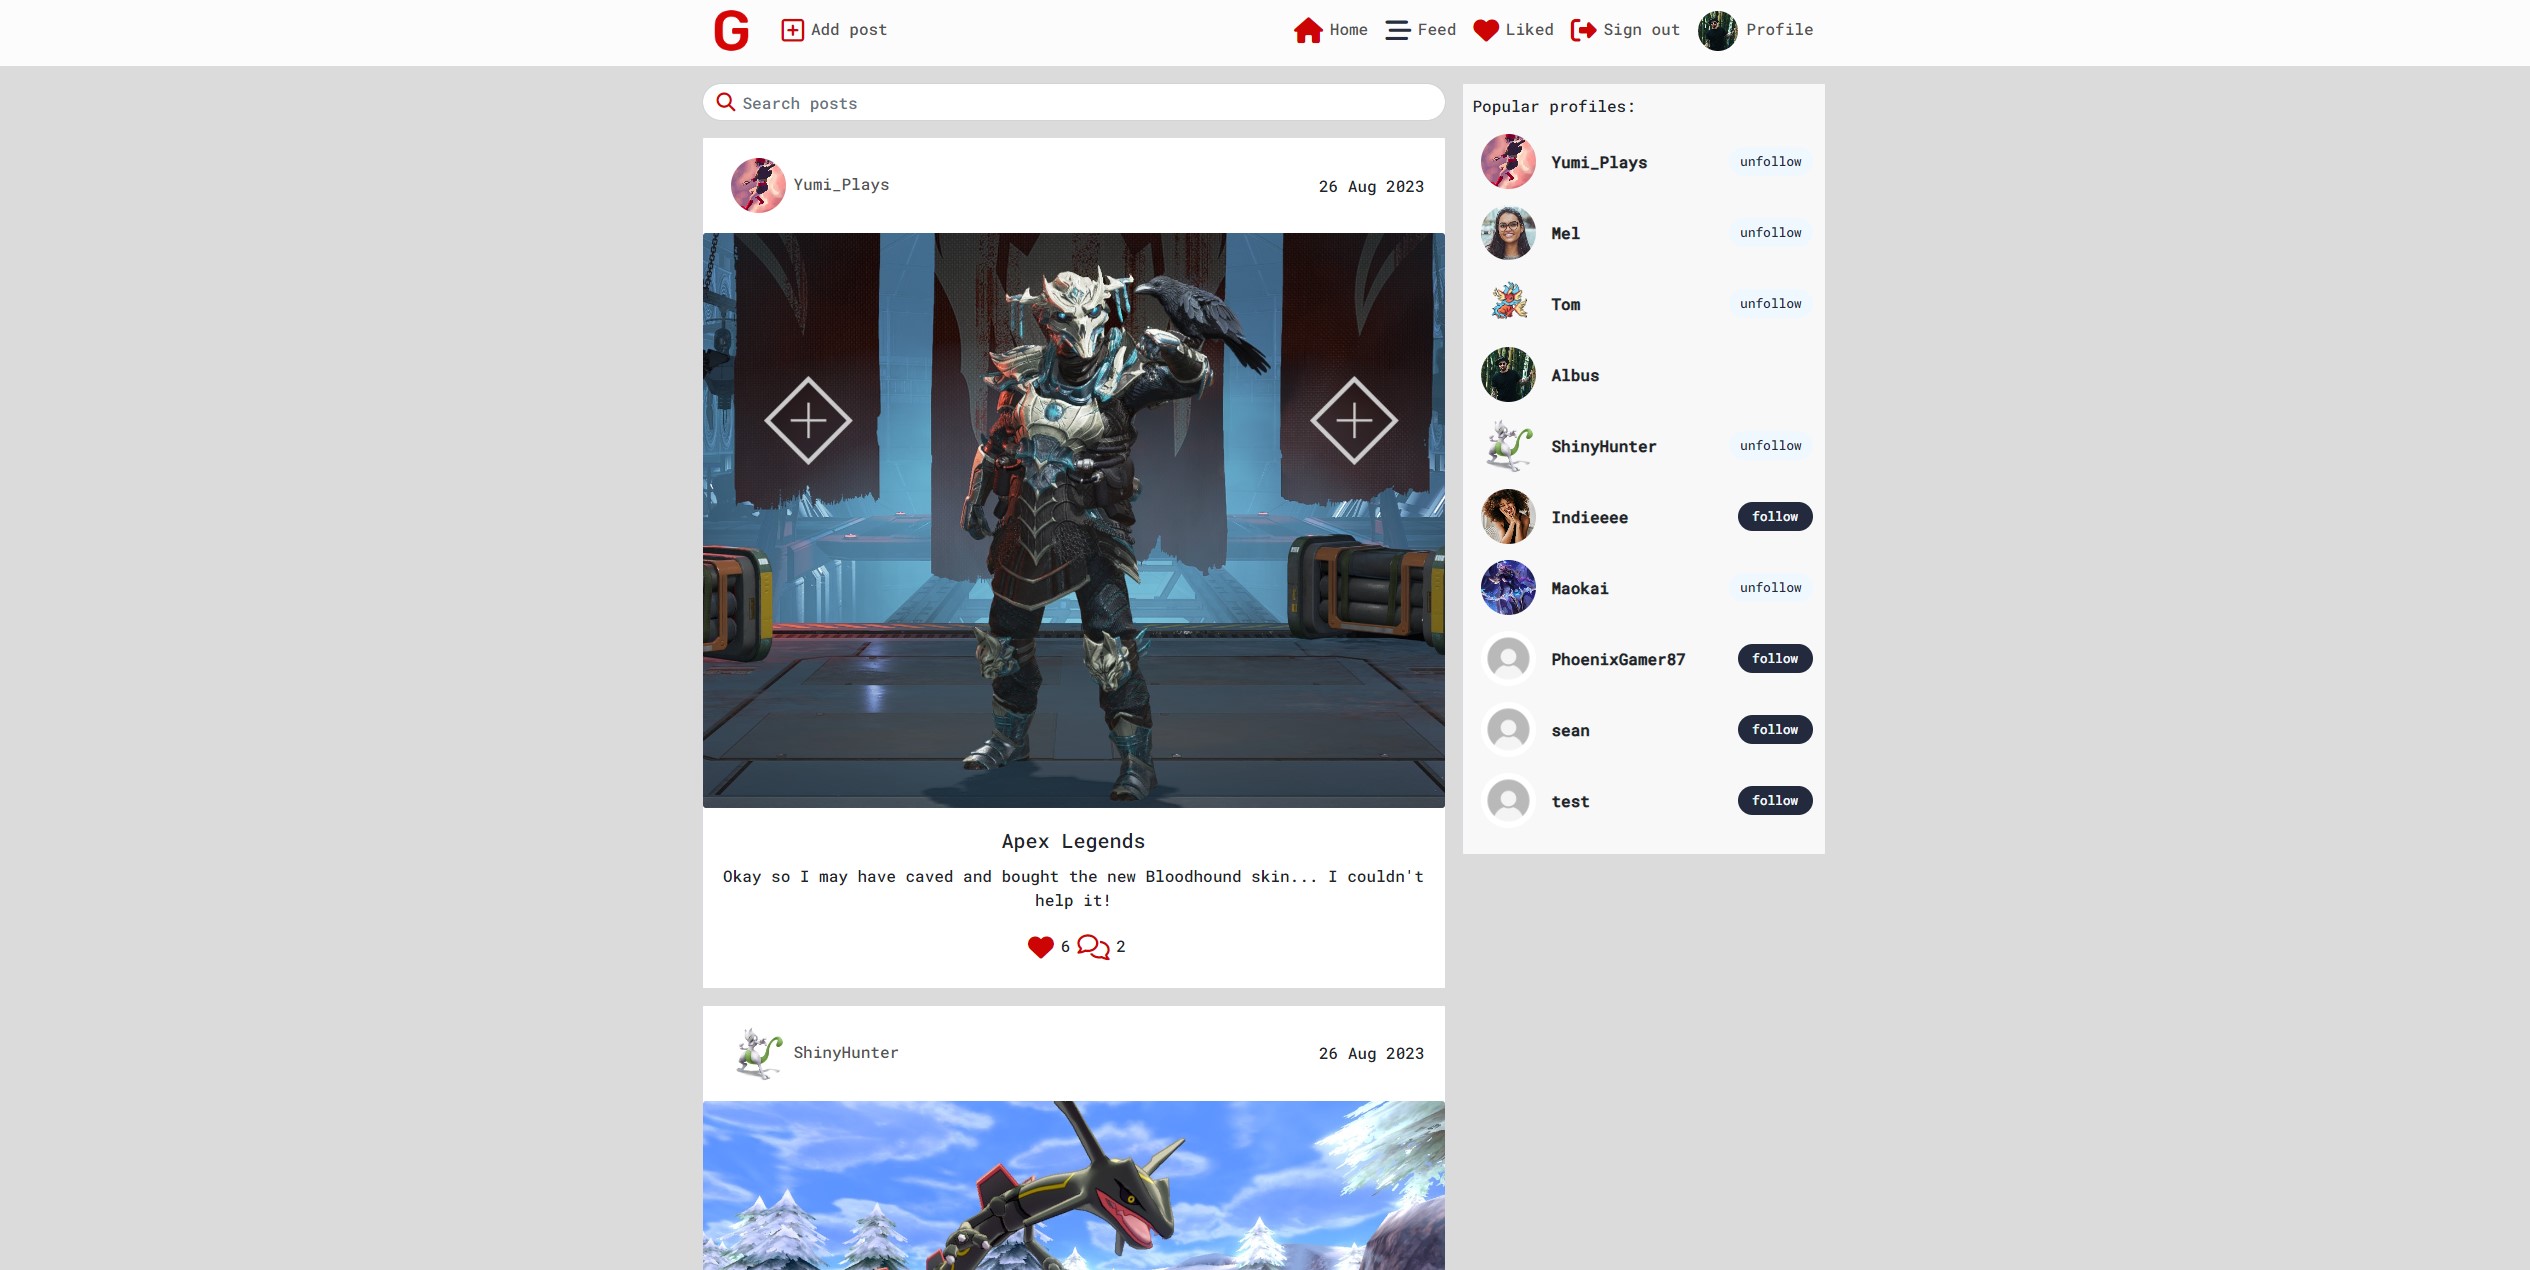 G Add post Home Feed Liked Sign out Profile
Search posts
Yumi_Plays 26 Aug 2023
Apex Legends
Okay so I may have caved and bought the new Bloodhound skin... I couldn't
help it!
6 2
ShinyHunter 26 Aug 2023
Popular profiles:
Yumi_Plays unfollow
Mel unfollow
Tom unfollow
Albus
ShinyHunter unfollow
Indieeee follow
Maokai unfollow
PhoenixGamer87 follow
sean follow
test follow